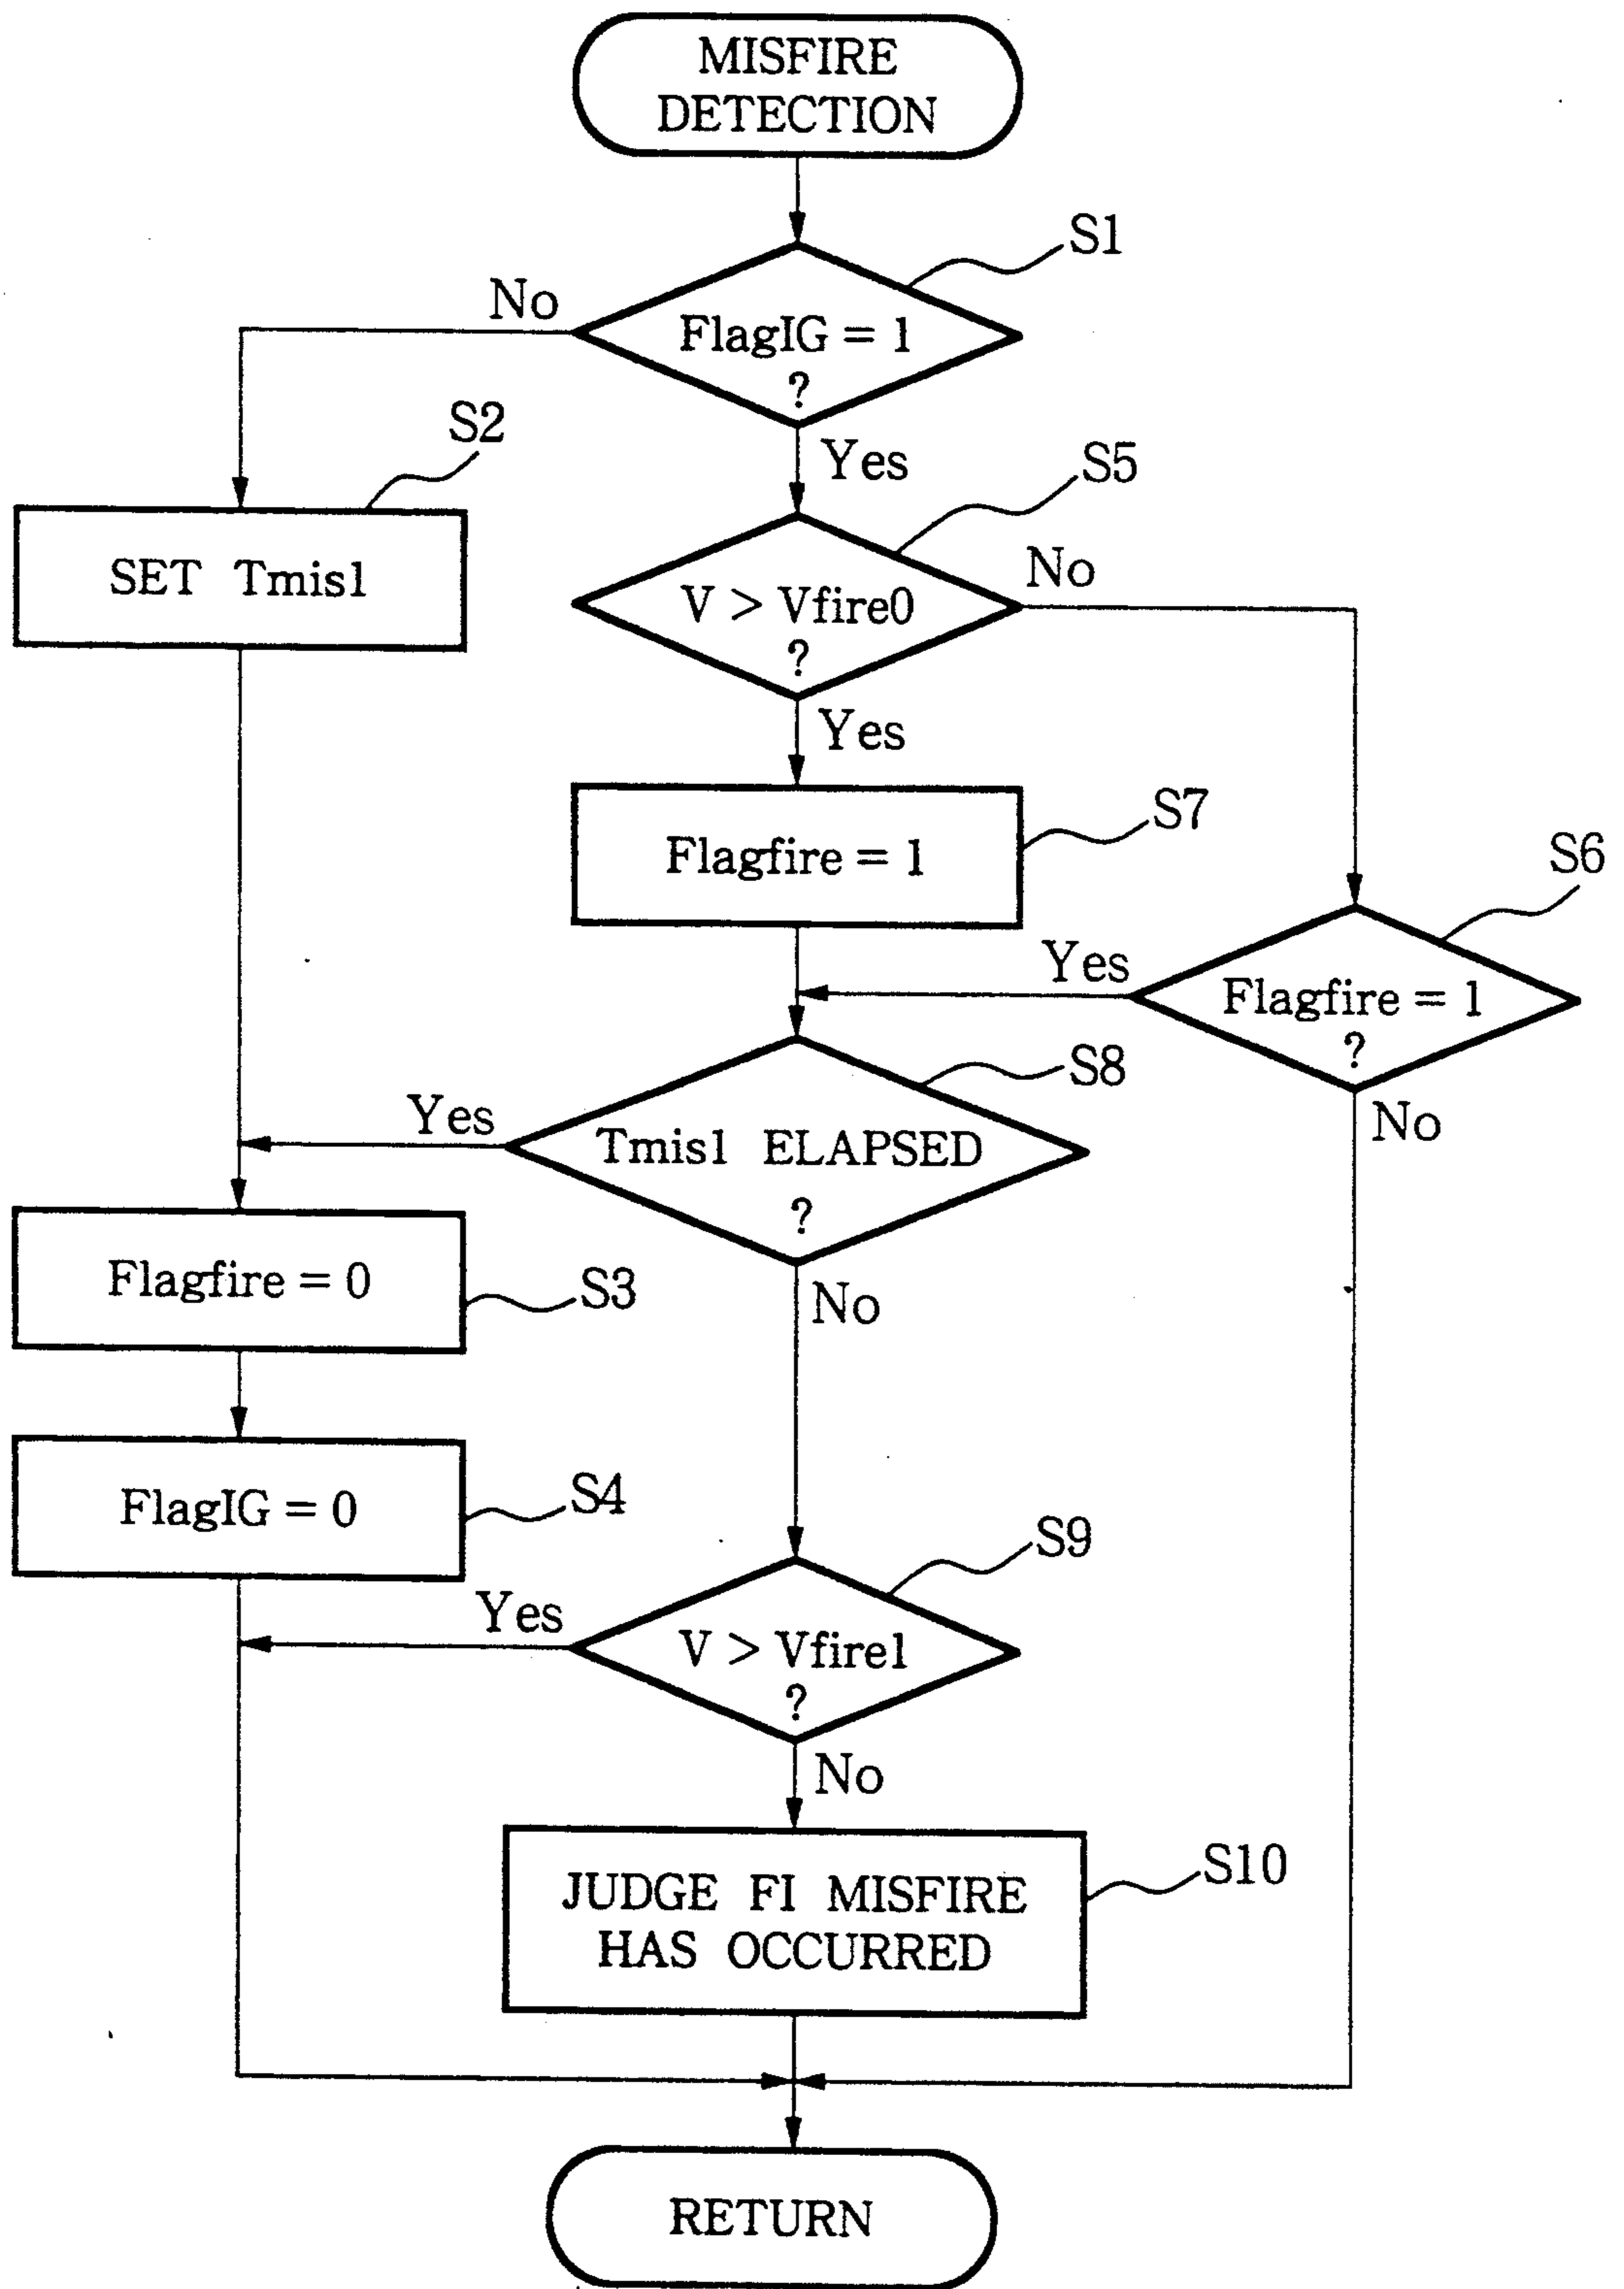 MISFIRE
DETECTION
S1
No
FlagIG = 1
?
S2
Yes
S5
SET Tmis1
No
V > Vfire0
?
Yes
S7
Flagfire = 1
S6
Yes
Flagfire = 1
?
S8
Yes
No
Tmis1 ELAPSED
?
Flagfire = 0
S3
No
FlagIG = 0
S4
S9
Yes
V > Vfire1
?
No
S10
JUDGE FI MISFIRE
HAS OCCURRED
RETURN